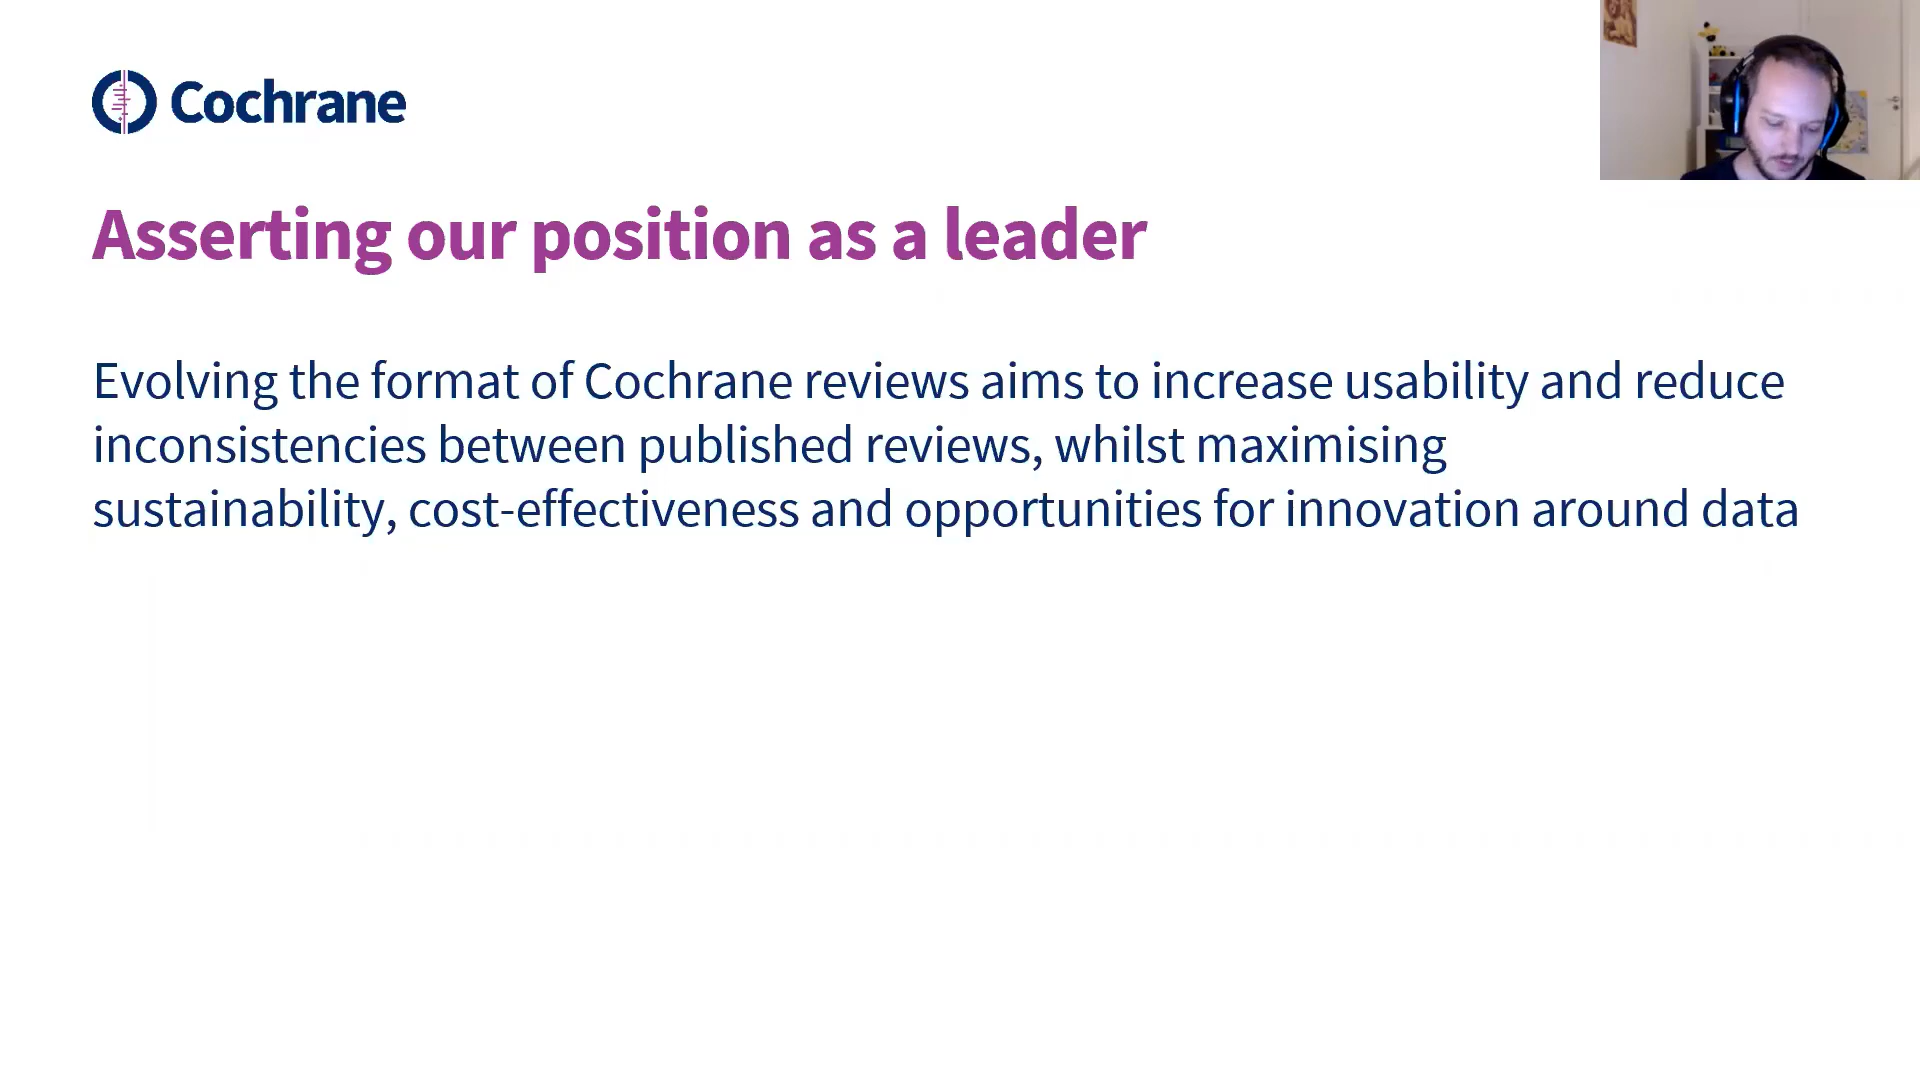 Cochrane
Asserting our position as a leader
Evolving the format of Cochrane reviews aims to increase usability and reduce
inconsistencies between published reviews, whilst maximising
sustainability, cost-effectiveness and opportunities for innovation around data